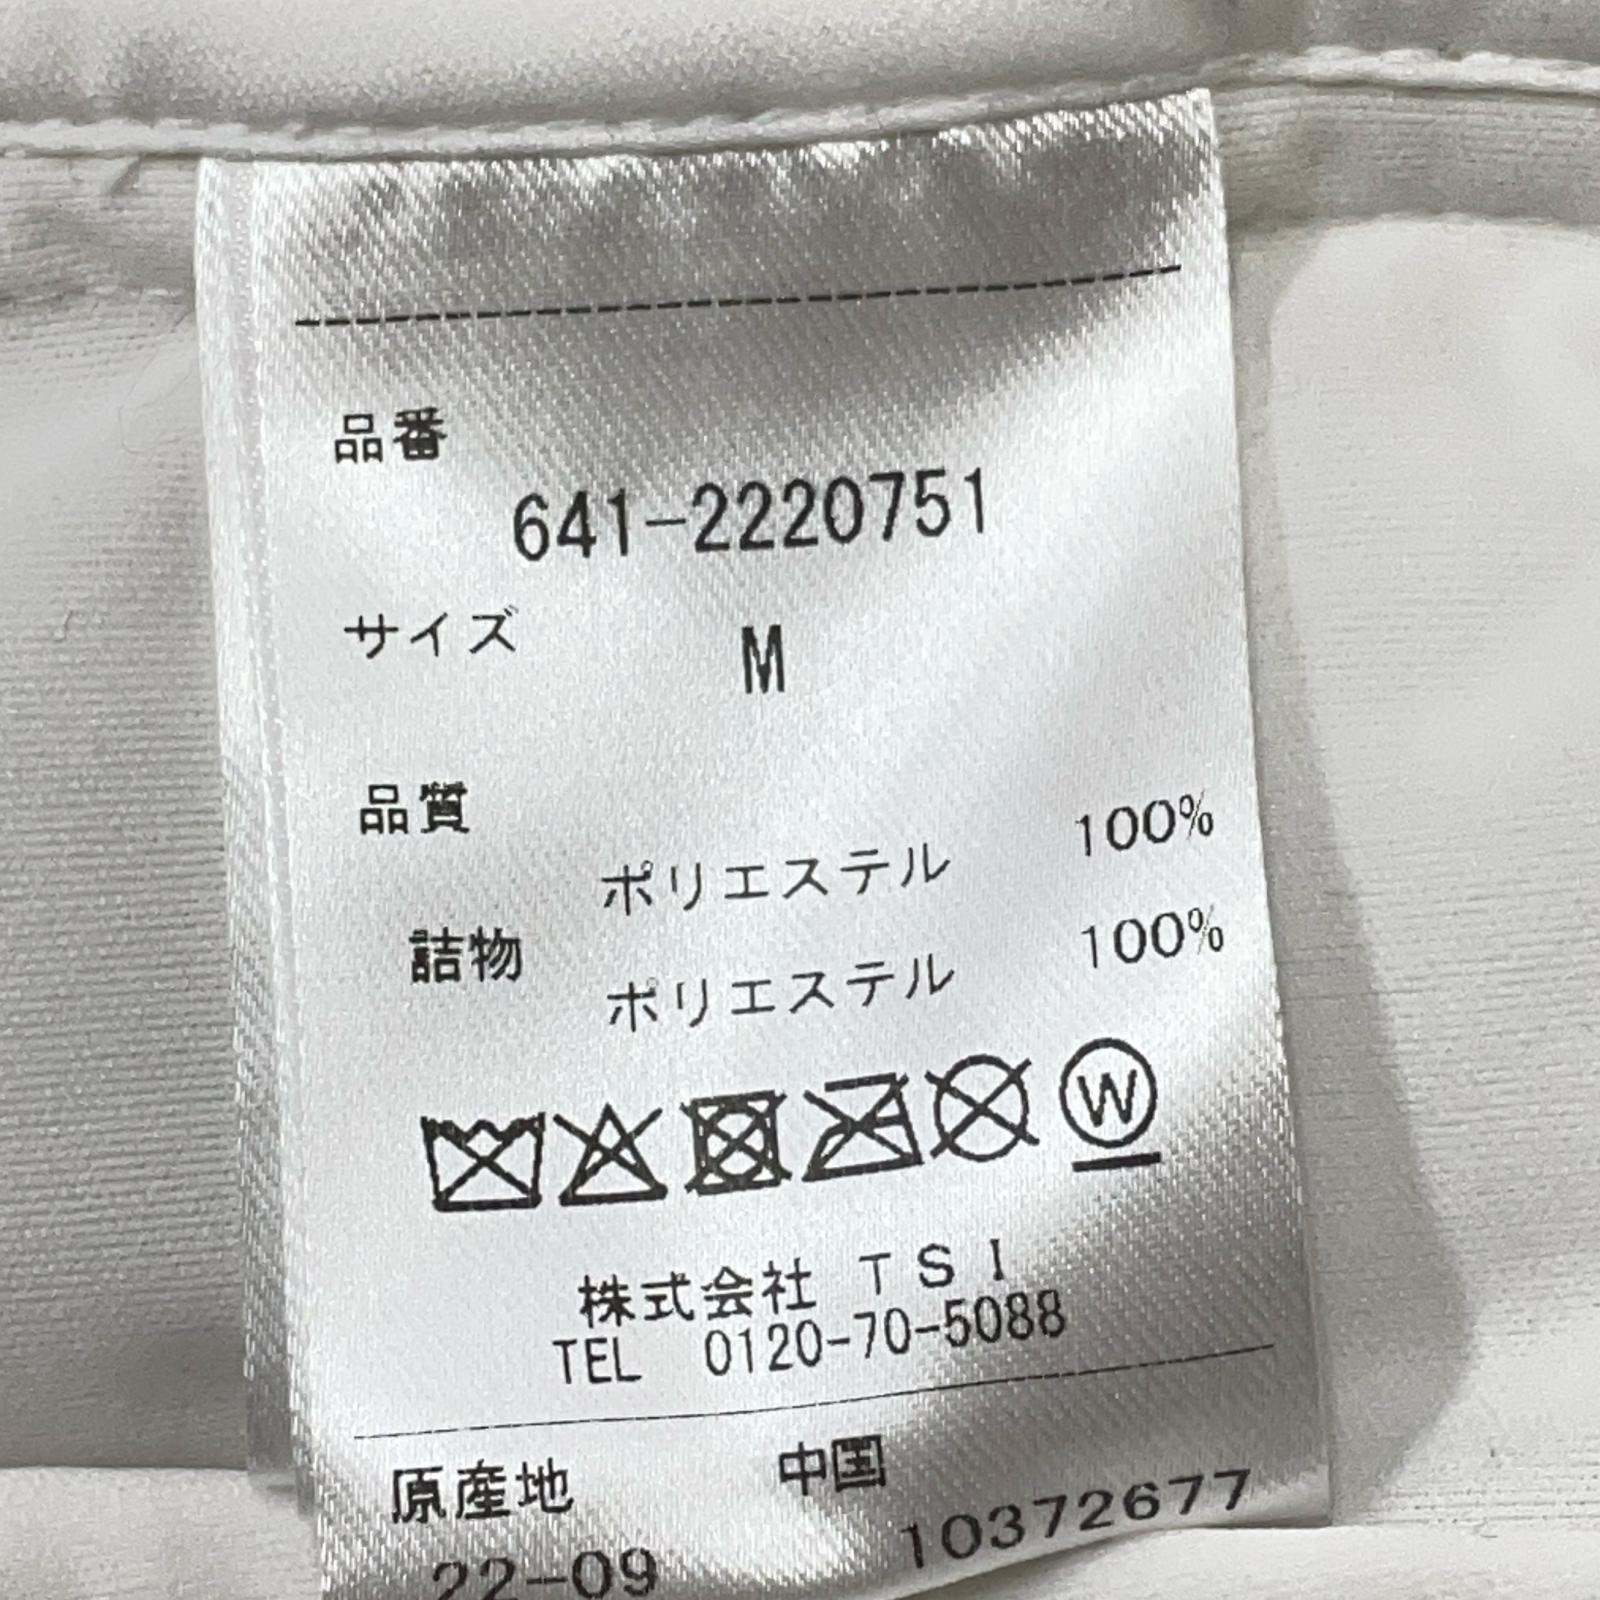 品番
641-2220751
サイズ M
品質
ポリエステル 100%
詰物
ポリエステル 100%
W
株式会社 TSI
TEL 0120-70-5088
原産地 中国
22-09 10372677